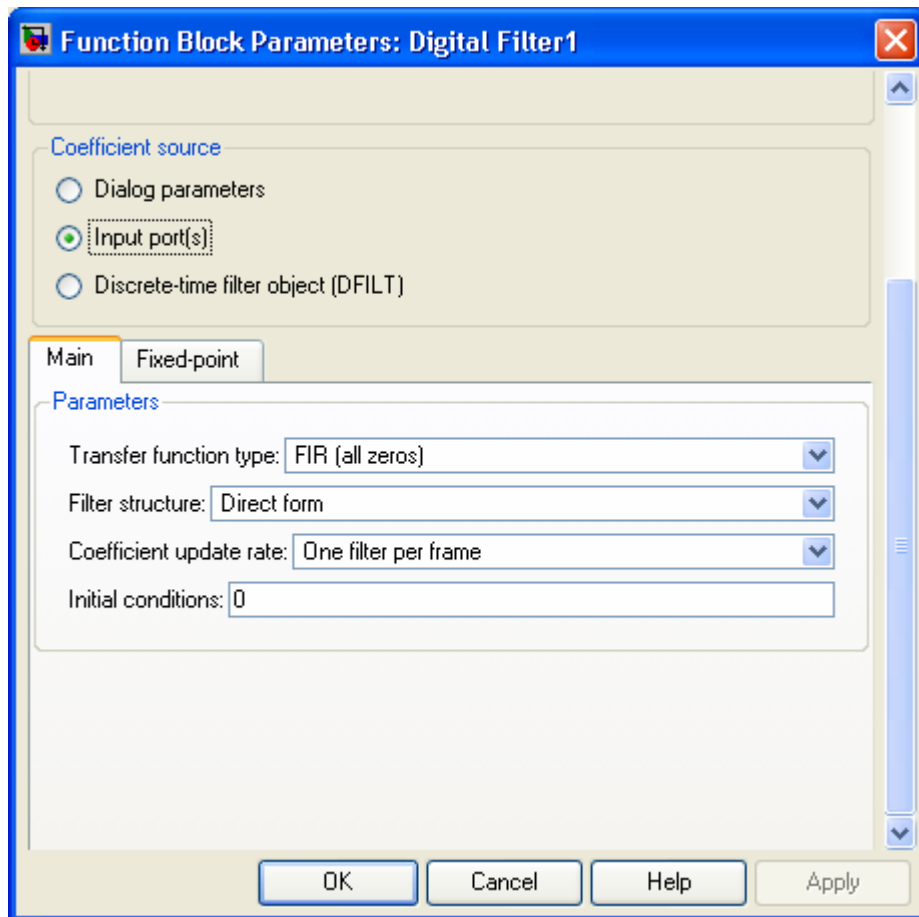 Function Block Parameters: Digital Filter1
Coefficient source
Dialog parameters
Input port(s)
Discrete-time filter object (DFILT)
Main Fixed-point
Parameters
Transfer function type: FIR (all zeros)
Filter structure: Direct form
Coefficient update rate: One filter per frame
Initial conditions: 0
OK Cancel Help Apply